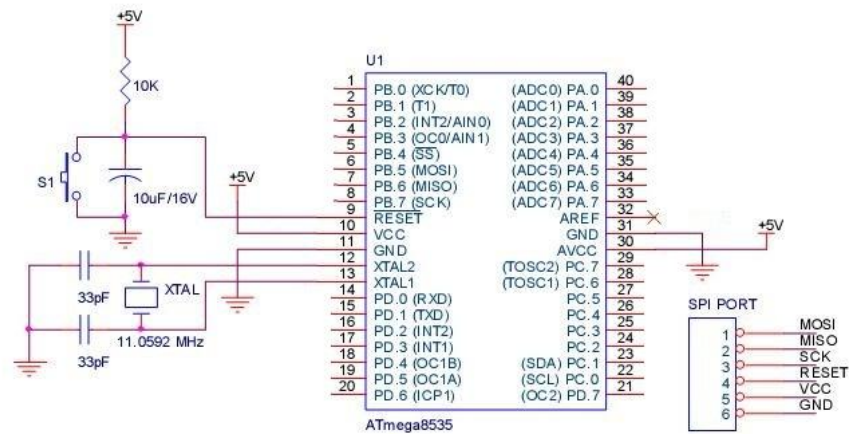 +5V
10K
S1
10uF/16V
+5V
33pF
XTAL
11.0592 MHz
33pF
U1
1 PB.0 (XCK/T0) (ADC0) PA.0 40
2 PB.1 (T1) (ADC1) PA.1 39
3 PB.2 (INT2/AIN0) (ADC2) PA.2 38
4 PB.3 (OC0/AIN1) (ADC3) PA.3 37
5 PB.4 (SS) (ADC4) PA.4 36
6 PB.5 (MOSI) (ADC5) PA.5 35
7 PB.6 (MISO) (ADC6) PA.6 34
8 PB.7 (SCK) (ADC7) PA.7 33
9 RESET AREF 32
10 VCC GND 31
11 GND AVCC 30
12 XTAL2 (TOSC2) PC.7 29
13 XTAL1 (TOSC1) PC.6 28
14 PD.0 (RXD) PC.5 27
15 PD.1 (TXD) PC.4 26
16 PD.2 (INT2) PC.3 25
17 PD.3 (INT1) PC.2 24
18 PD.4 (OC1B) (SDA) PC.1 23
19 PD.5 (OC1A) (SCL) PC.0 22
20 PD.6 (ICP1) (OC2) PD.7 21
ATmega8535
+5V
SPI PORT
1 MOSI
2 MISO
3 SCK
4 RESET
5 VCC
6 GND